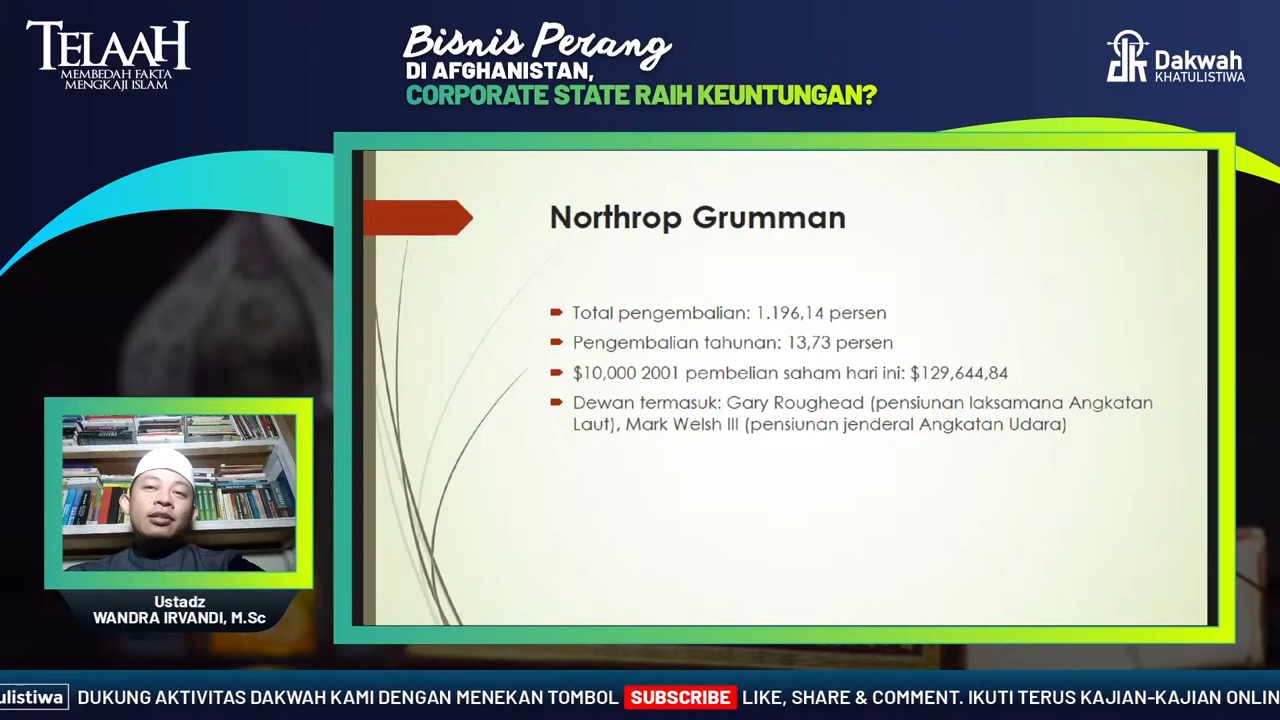 TELAAH
MEMBEDAH FAKTA
MENGKAJI ISLAM
Bisnis Perang
DI AFGHANISTAN,
CORPORATE STATE RAIH KEUNTUNGAN?
Dakwah
KHATULISTIWA
Northrop Grumman
Total pengembalian: 1.196,14 persen
Pengembalian tahunan: 13,73 persen
$10,000 2001 pembelian saham hari ini: $129,644,84
Dewan termasuk: Gary Roughead (pensiunan laksamana Angkatan
Laut), Mark Welsh III (pensiunan jenderal Angkatan Udara)
Ustadz
WANDRA IRVANDI, M.Sc
ulistiwa DUKUNG AKTIVITAS DAKWAH KAMI DENGAN MENEKAN TOMBOL SUBSCRIBE LIKE, SHARE & COMMENT. IKUTI TERUS KAJIAN-KAJIAN ONLIN